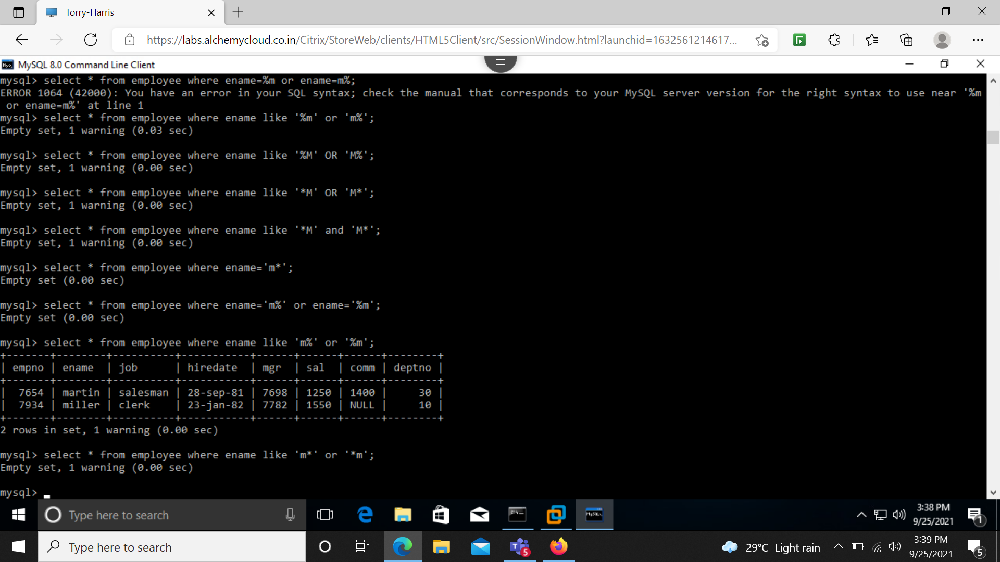 Torry-Harris
https://labs.alchemycloud.co.in/Citrix/StoreWeb/clients/HTML5Client/src/SessionWindow.html?launchid=1632561214617...
MySQL 8.0 Command Line Client
mysql> select * from employee where ename=%m or ename=m%;
ERROR 1064 (42000): You have an error in your SQL syntax; check the manual that corresponds to your MySQL server version for the right syntax to use near '%m
 or ename=m%' at line 1
mysql> select * from employee where ename like '%m' or 'm%';
Empty set, 1 warning (0.03 sec)
mysql> select * from employee where ename like '%M' OR 'M%';
Empty set, 1 warning (0.00 sec)
mysql> select * from employee where ename like '*M' OR 'M*';
Empty set, 1 warning (0.00 sec)
mysql> select * from employee where ename like '*M' and 'M*';
Empty set, 1 warning (0.00 sec)
mysql> select * from employee where ename='m*';
Empty set (0.00 sec)
mysql> select * from employee where ename='m%' or ename='%m';
Empty set (0.00 sec)
mysql> select * from employee where ename like 'm%' or '%m';
+-------+--------+----------+-----------+------+------+------+--------+
| empno | ename  | job      | hiredate  | mgr  | sal  | comm | deptno |
+-------+--------+----------+-----------+------+------+------+--------+
|  7654 | martin | salesman | 28-sep-81 | 7698 | 1250 | 1400 |     30 |
|  7934 | miller | clerk    | 23-jan-82 | 7782 | 1550 | NULL |     10 |
+-------+--------+----------+-----------+------+------+------+--------+
2 rows in set, 1 warning (0.00 sec)
mysql> select * from employee where ename like 'm*' or '*m';
Empty set, 1 warning (0.00 sec)
mysql> _
Type here to search
3:38 PM
9/25/2021
1
Type here to search
5
29°C Light rain
3:39 PM
9/25/2021
5